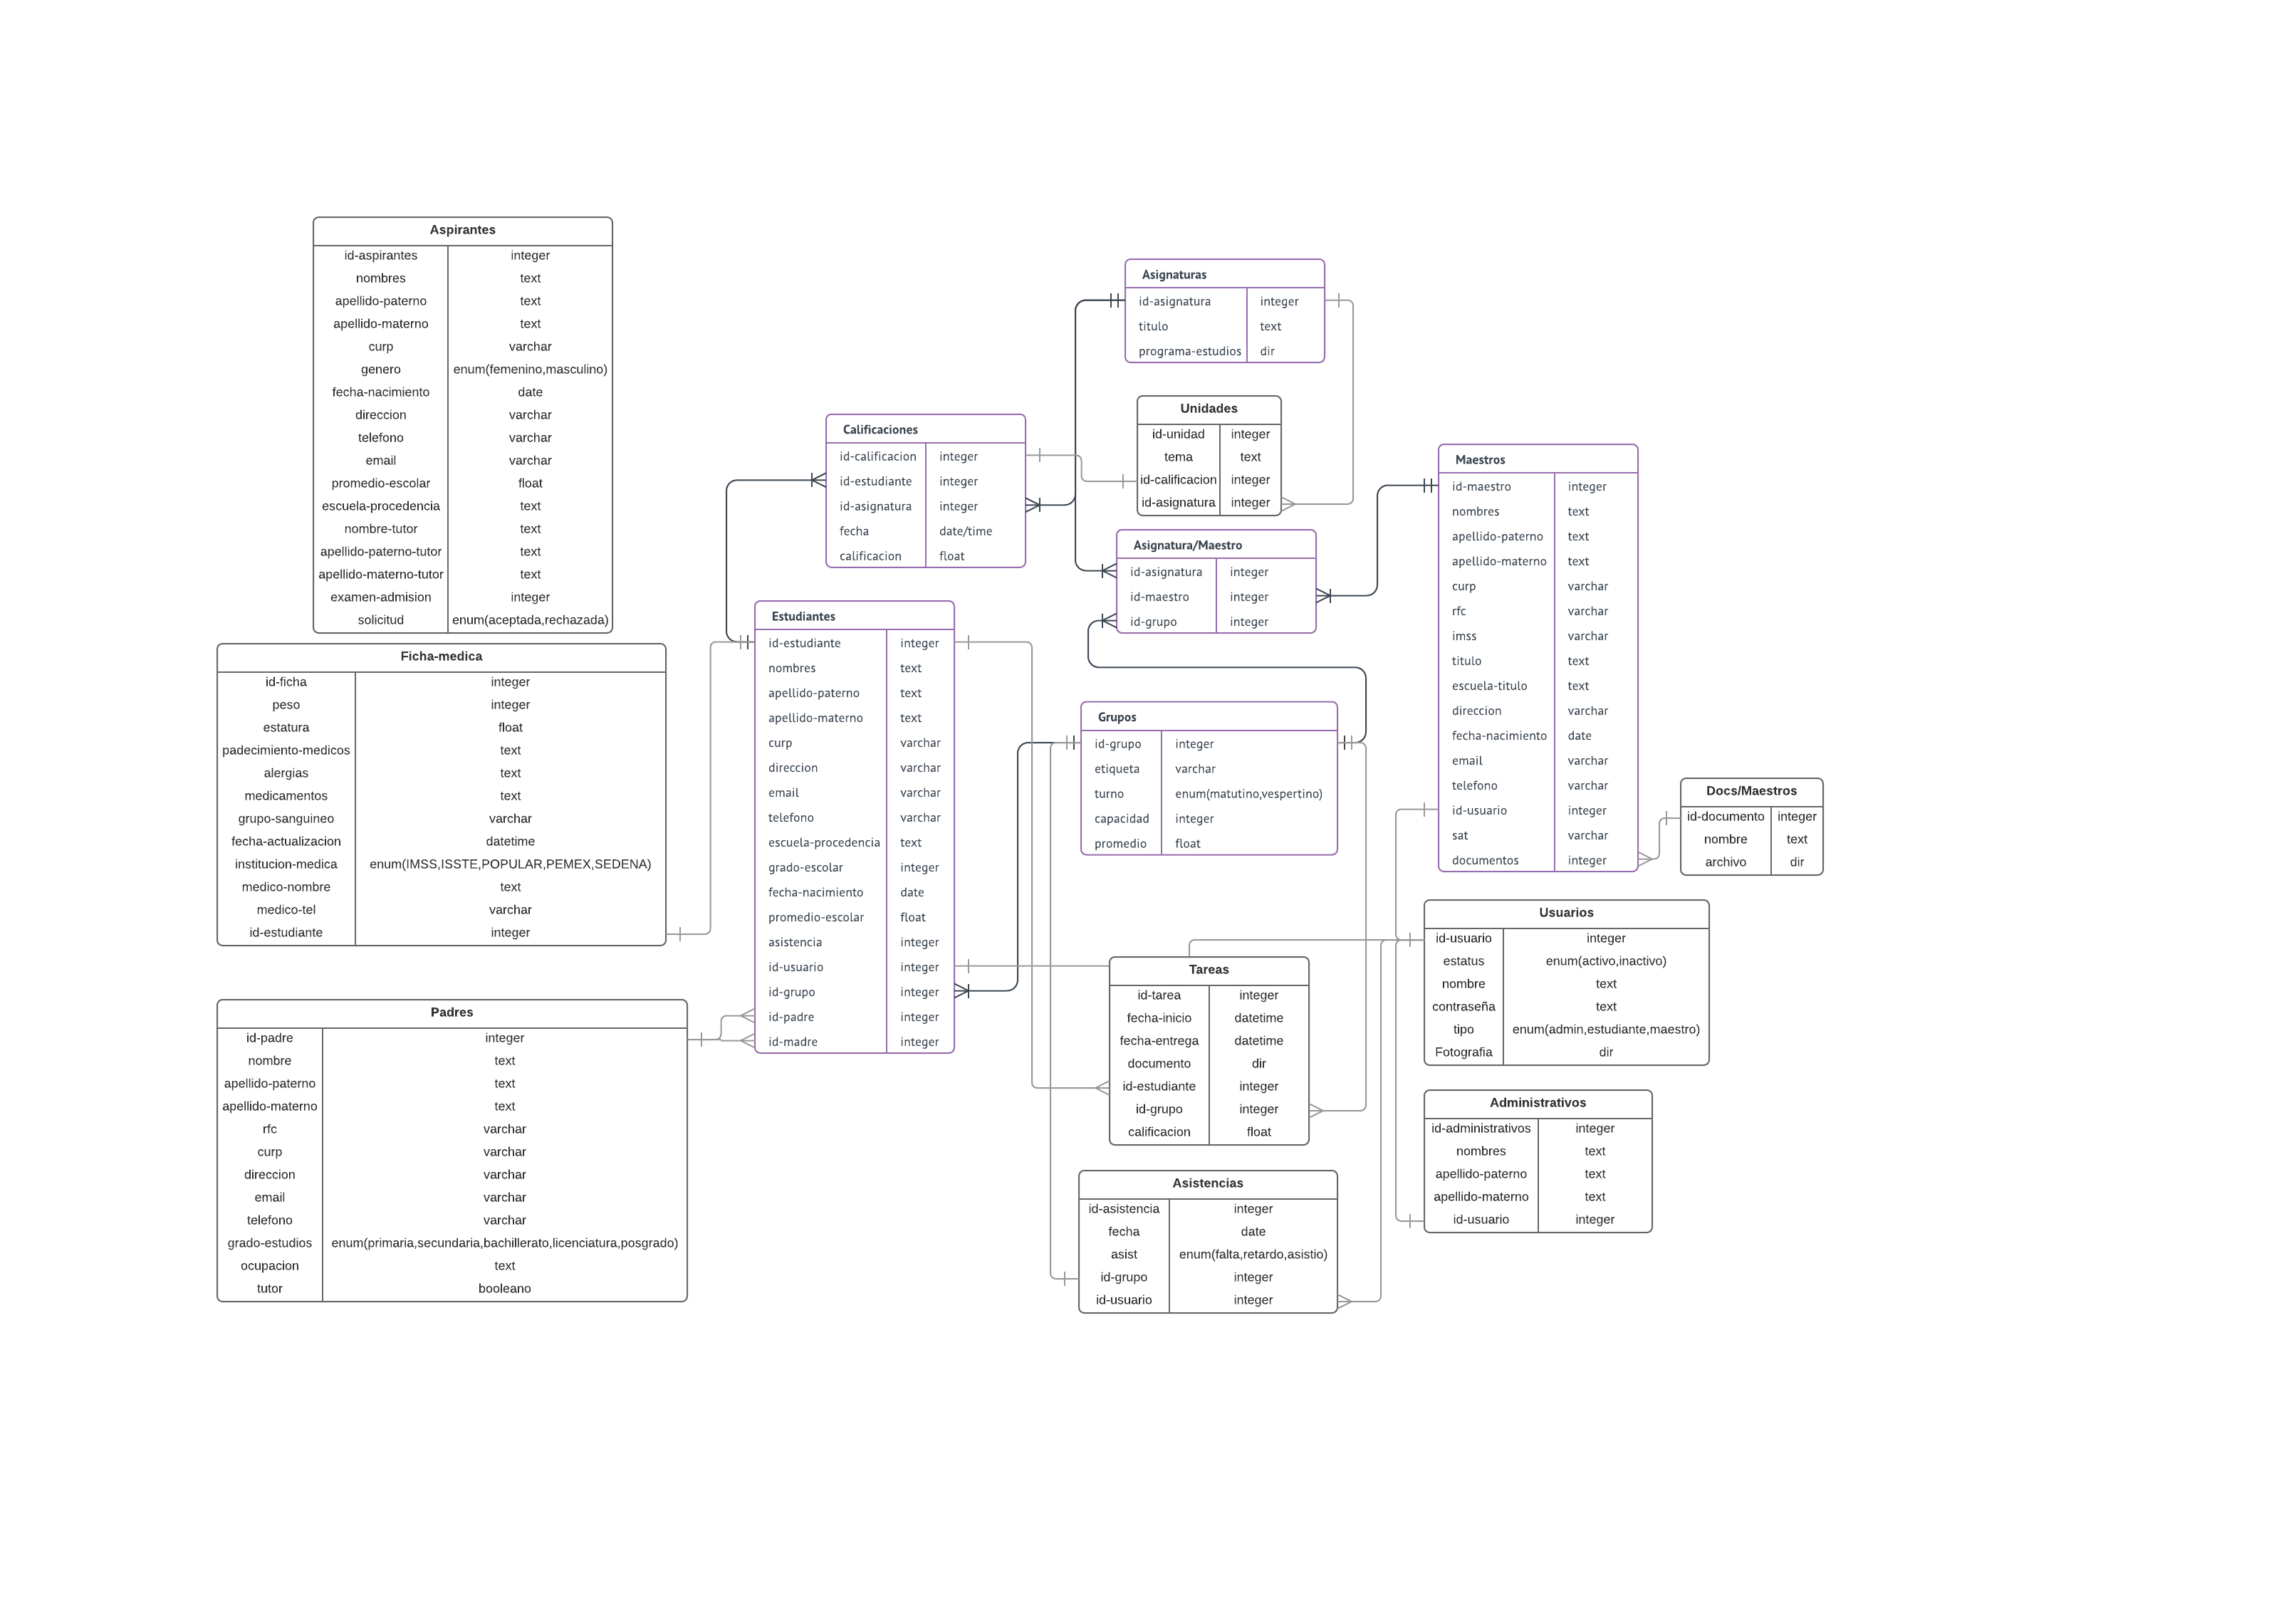 Aspirantes
id-aspirantes integer
nombres text
apellido-paterno text
apellido-materno text
curp varchar
genero enum(femenino,masculino)
fecha-nacimiento date
direccion varchar
telefono varchar
email varchar
promedio-escolar float
escuela-procedencia text
nombre-tutor text
apellido-paterno-tutor text
apellido-materno-tutor text
examen-admision integer
solicitud enum(aceptada,rechazada)
Ficha-medica
id-ficha integer
peso integer
estatura float
padecimiento-medicos text
alergias text
medicamentos text
grupo-sanguineo varchar
fecha-actualizacion datetime
institucion-medica enum(IMSS,ISSTE,POPULAR,PEMEX,SEDENA)
medico-nombre text
medico-tel varchar
id-estudiante integer
Padres
id-padre integer
nombre text
apellido-paterno text
apellido-materno text
rfc varchar
curp varchar
direccion varchar
email varchar
telefono varchar
grado-estudios enum(primaria,secundaria,bachillerato,licenciatura,posgrado)
ocupacion text
tutor booleano
Calificaciones
id-calificacion integer
id-estudiante integer
id-asignatura integer
fecha date/time
calificacion float
Estudiantes
id-estudiante integer
nombres text
apellido-paterno text
apellido-materno text
curp varchar
direccion varchar
email varchar
telefono varchar
escuela-procedencia text
grado-escolar integer
fecha-nacimiento date
promedio-escolar float
asistencia integer
id-usuario integer
id-grupo integer
id-padre integer
id-madre integer
Asignaturas
id-asignatura integer
titulo text
programa-estudios dir
Unidades
id-unidad integer
tema text
id-calificacion integer
id-asignatura integer
Asignatura/Maestro
id-asignatura integer
id-maestro integer
id-grupo integer
Grupos
id-grupo integer
etiqueta varchar
turno enum(matutino,vespertino)
capacidad integer
promedio float
Tareas
id-tarea integer
fecha-inicio datetime
fecha-entrega datetime
documento dir
id-estudiante integer
id-grupo integer
calificacion float
Asistencias
id-asistencia integer
fecha date
asist enum(falta,retardo,asistio)
id-grupo integer
id-usuario integer
Maestros
id-maestro integer
nombres text
apellido-paterno text
apellido-materno text
curp varchar
rfc varchar
imss varchar
titulo text
escuela-titulo text
direccion varchar
fecha-nacimiento date
email varchar
telefono varchar
id-usuario integer
sat varchar
documentos integer
Docs/Maestros
id-documento integer
nombre text
archivo dir
Usuarios
id-usuario integer
estatus enum(activo,inactivo)
nombre text
contraseña text
tipo enum(admin,estudiante,maestro)
Fotografia dir
Administrativos
id-administrativos integer
nombres text
apellido-paterno text
apellido-materno text
id-usuario integer